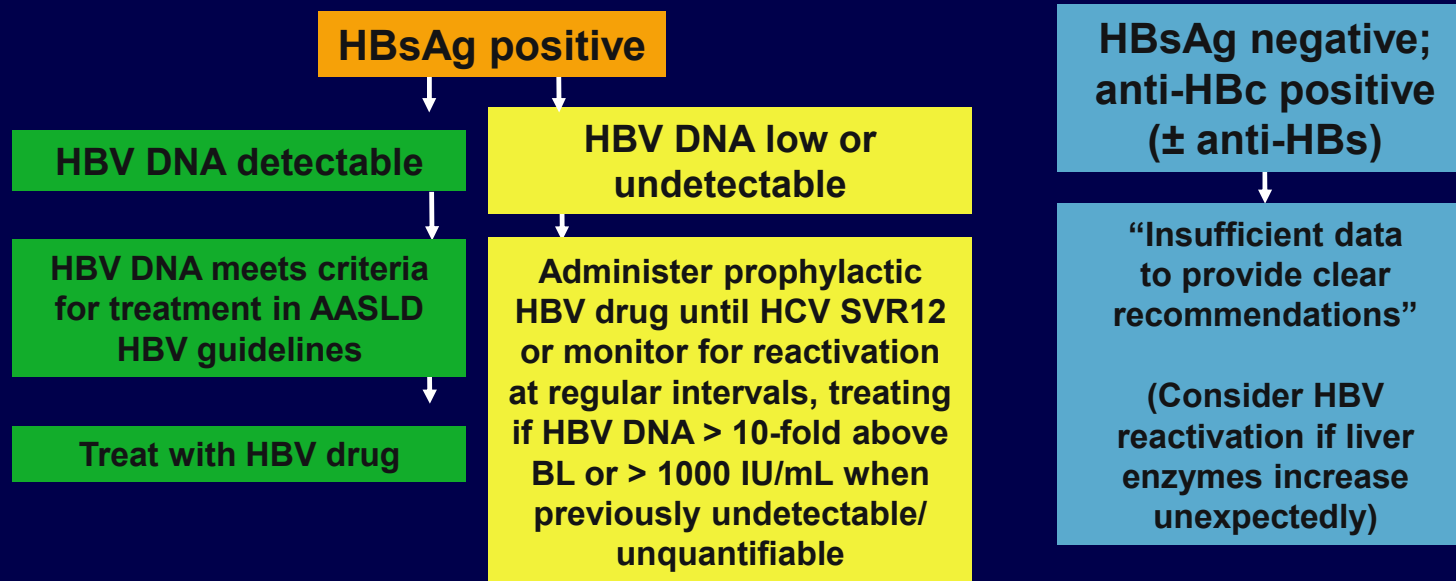 HBsAg positive
HBV DNA detectable
HBV DNA meets criteria
for treatment in AASLD
HBV guidelines
Treat with HBV drug
HBV DNA low or
undetectable
Administer prophylactic
HBV drug until HCV SVR12
or monitor for reactivation
at regular intervals, treating
if HBV DNA > 10-fold above
BL or > 1000 IU/mL when
previously undetectable/
unquantifiable
HBsAg negative;
anti-HBc positive
(± anti-HBs)
“Insufficient data
to provide clear
recommendations”
(Consider HBV
reactivation if liver
enzymes increase
unexpectedly)